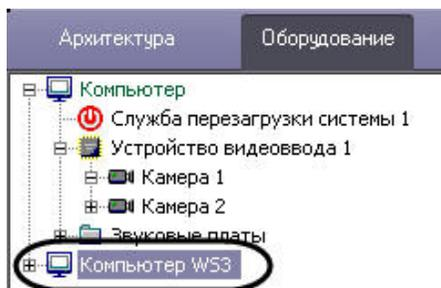 Архитектура Оборудование
Компьютер
Служба перезагрузки системы 1
Устройство видеоввода 1
Камера 1
Камера 2
Звуковые платы
Компьютер WS3